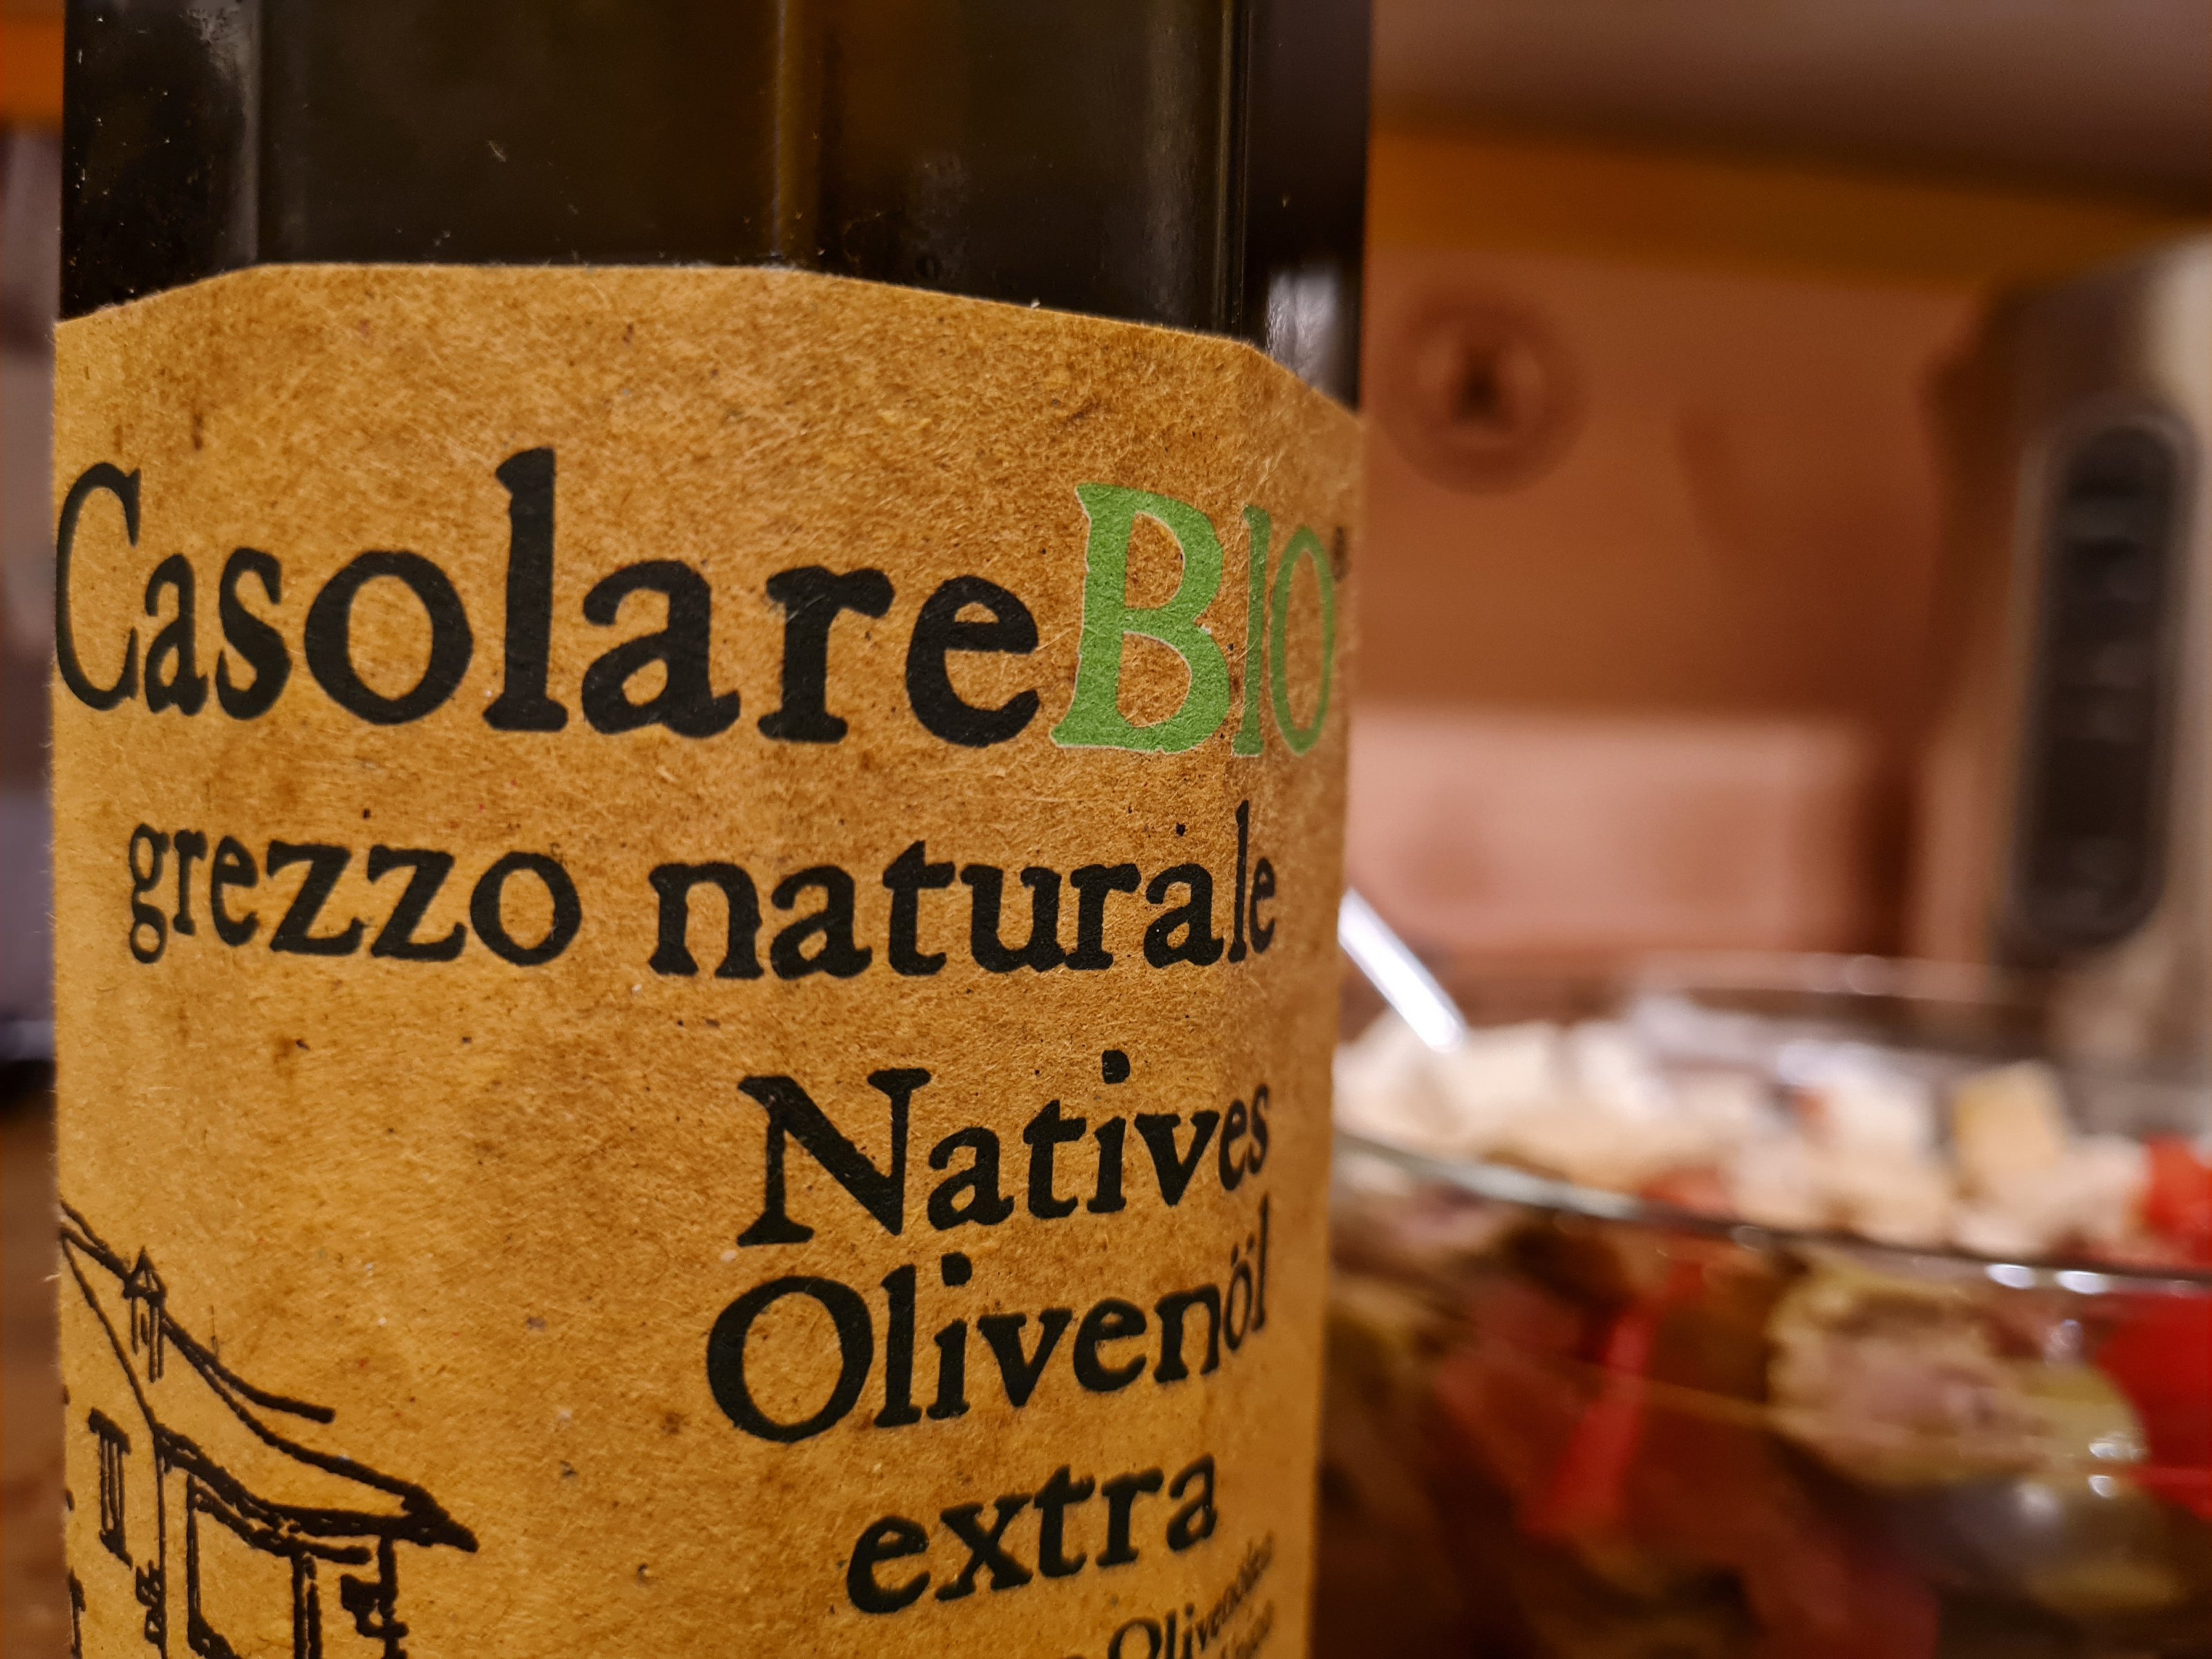 CasolareBIO
grezzo naturale
Natives
Olivenöl
extra